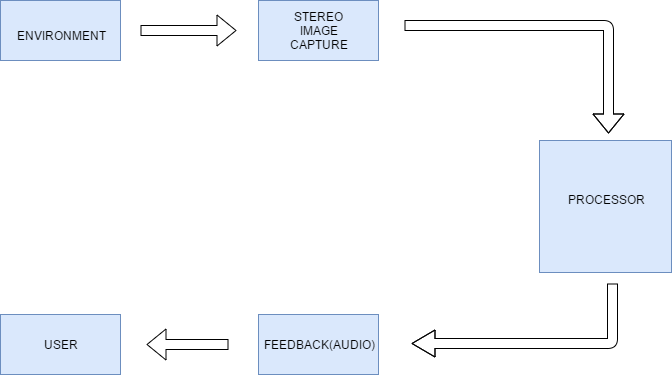 ENVIRONMENT
STEREO
IMAGE
CAPTURE
PROCESSOR
FEEDBACK(AUDIO)
USER